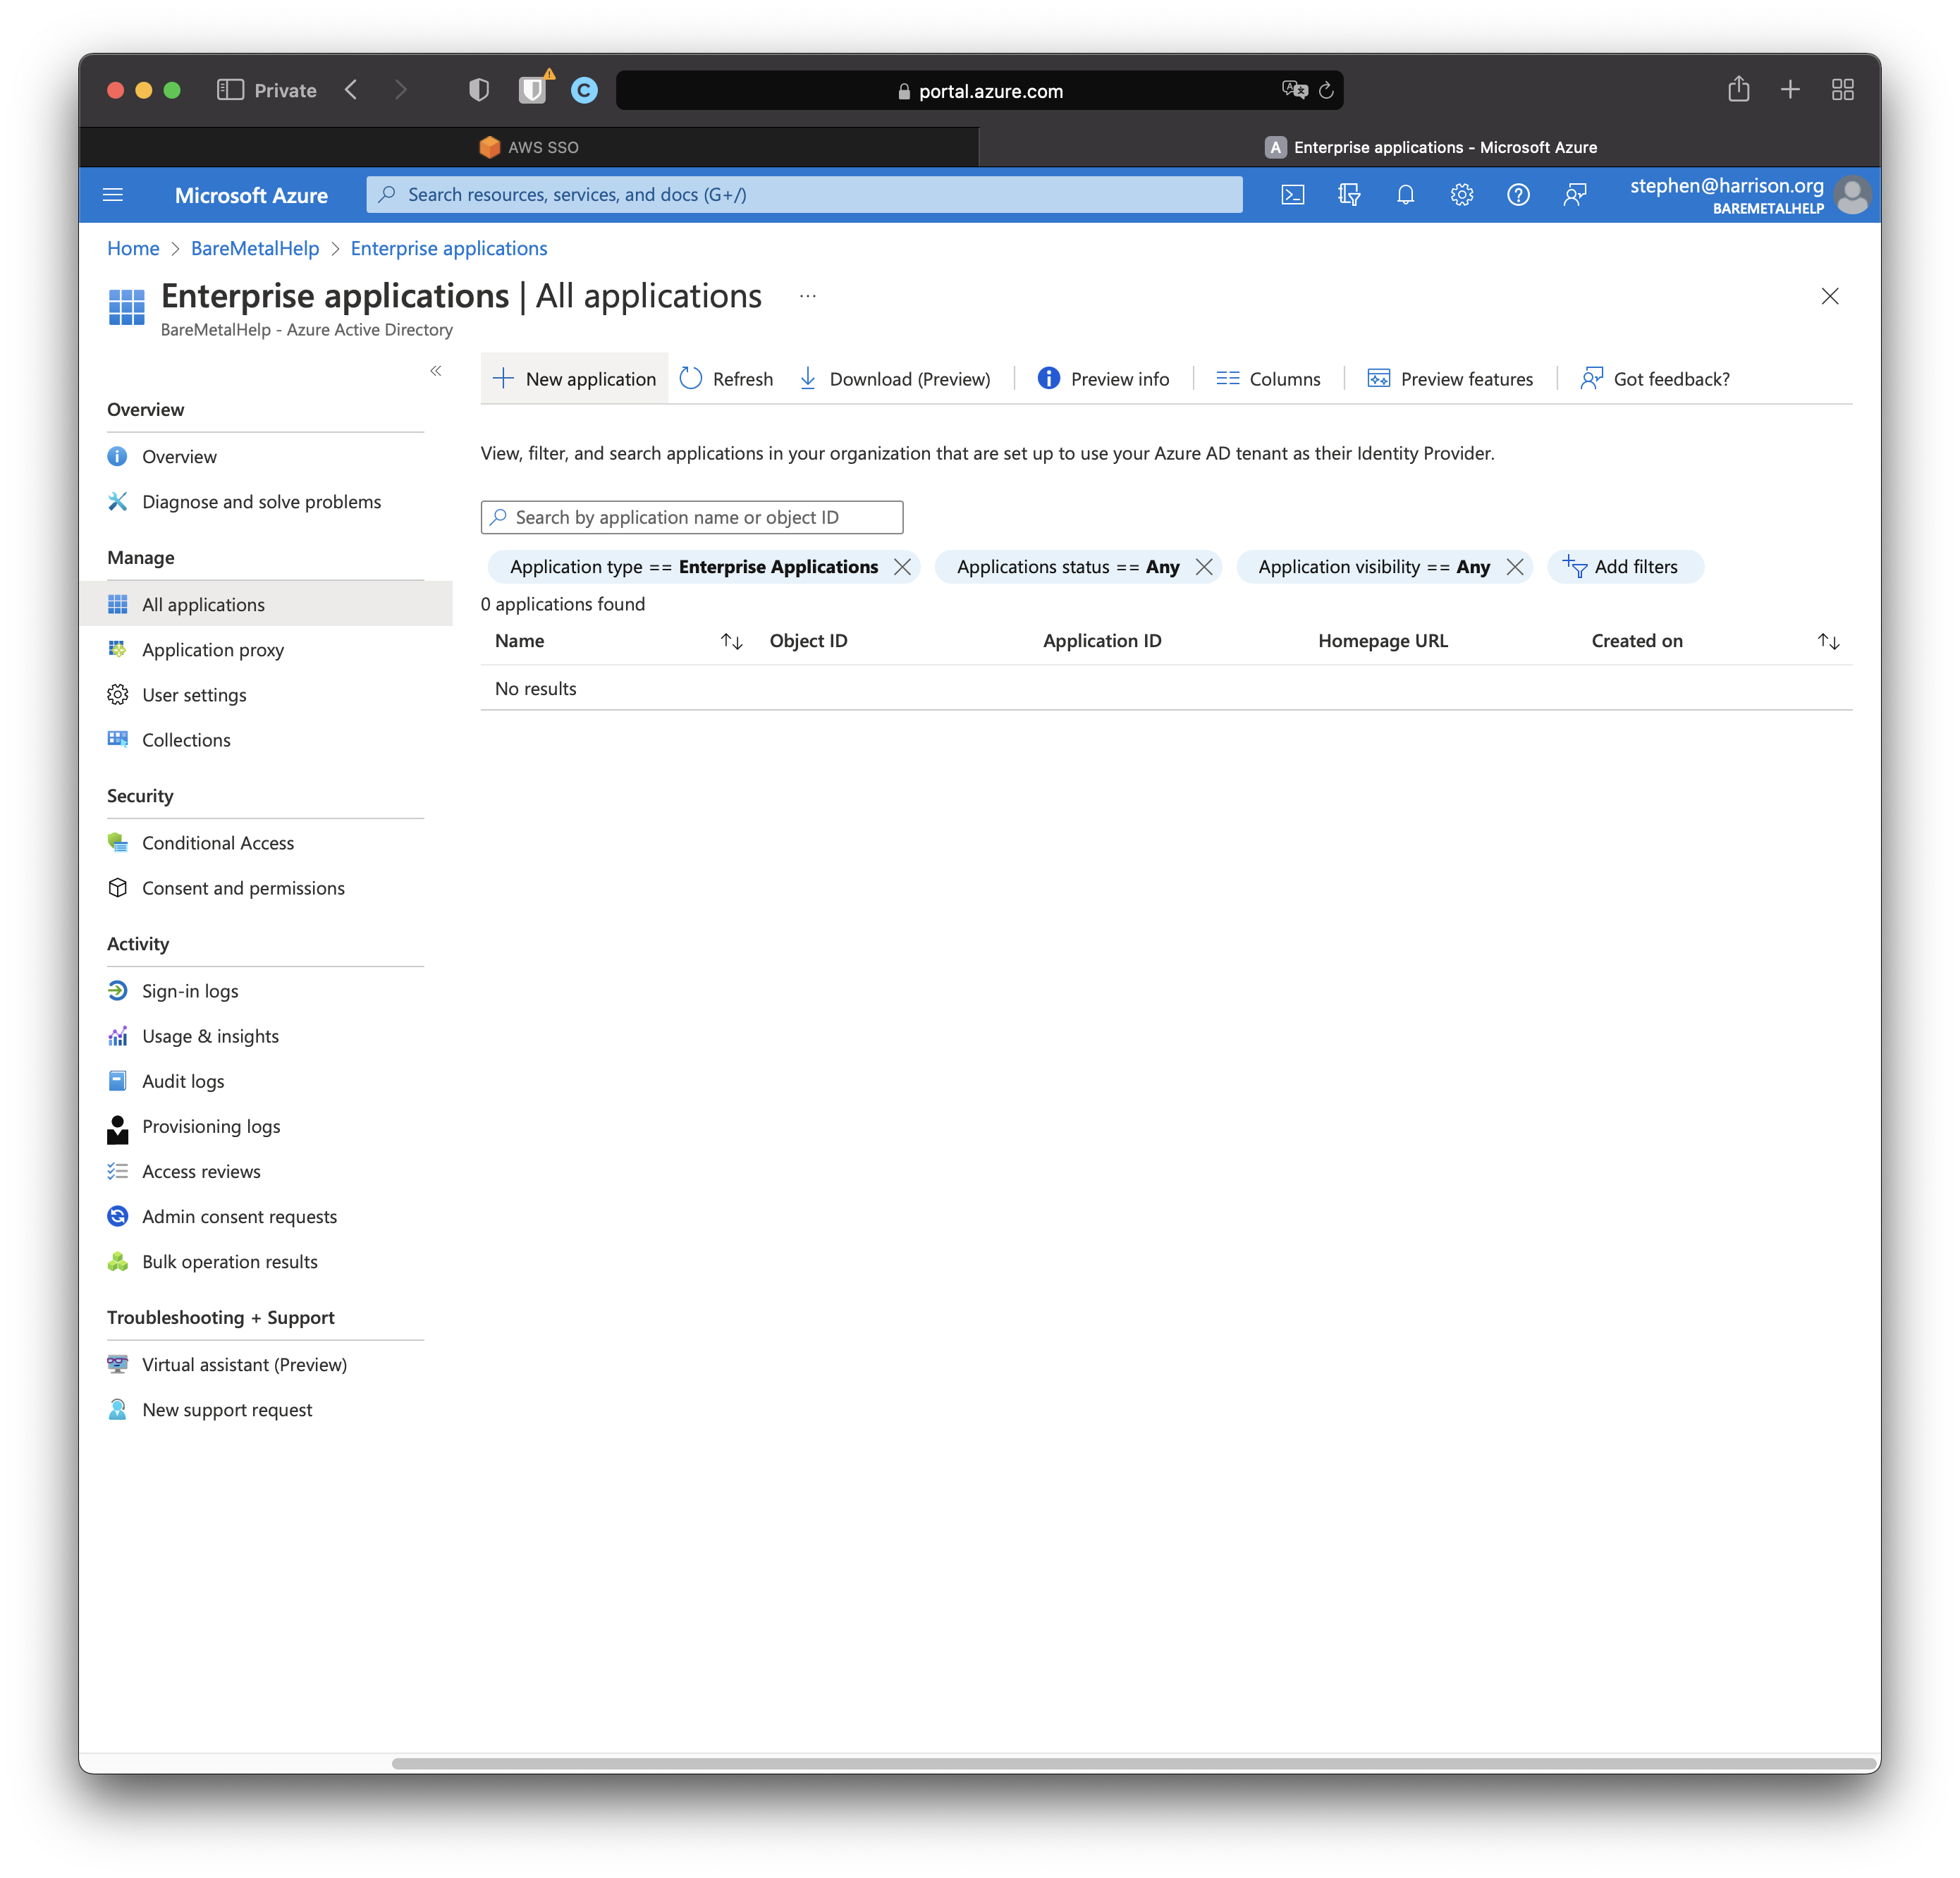 Private
portal.azure.com
AWS SSO
A Enterprise applications - Microsoft Azure
Microsoft Azure
Search resources, services, and docs (G+/)
stephen@harrison.org
BAREMETALHELP
Home > BareMetalHelp > Enterprise applications
Enterprise applications | All applications ...
BareMetalHelp - Azure Active Directory
New application
Refresh
Download (Preview)
Preview info
Columns
Preview features
Got feedback?
Overview
Overview
Diagnose and solve problems
Manage
All applications
Application proxy
User settings
Collections
Security
Conditional Access
Consent and permissions
Activity
Sign-in logs
Usage & insights
Audit logs
Provisioning logs
Access reviews
Admin consent requests
Bulk operation results
Troubleshooting + Support
Virtual assistant (Preview)
New support request
View, filter, and search applications in your organization that are set up to use your Azure AD tenant as their Identity Provider.
Search by application name or object ID
Application type == Enterprise Applications
Applications status == Any
Application visibility == Any
Add filters
0 applications found
Name
Object ID
Application ID
Homepage URL
Created on
No results